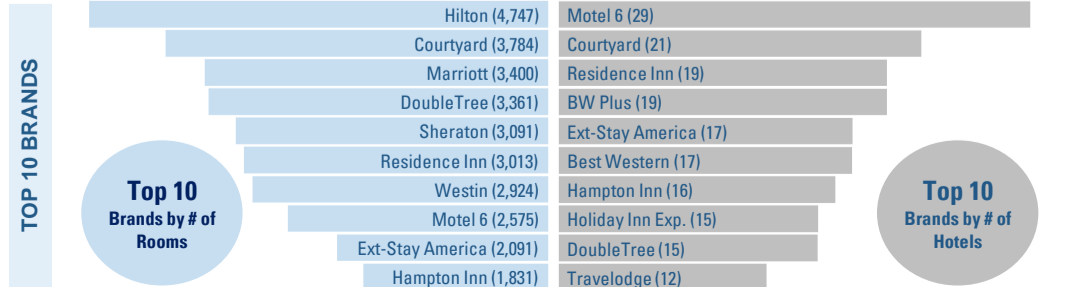 TOP 10 BRANDS
Hilton (4,747)
Courtyard (3,784)
Marriott (3,400)
DoubleTree (3,361)
Sheraton (3,091)
Residence Inn (3,013)
Westin (2,924)
Motel 6 (2,575)
Ext-Stay America (2,091)
Hampton Inn (1,831)
Top 10
Brands by # of
Rooms
Motel 6 (29)
Courtyard (21)
Residence Inn (19)
BW Plus (19)
Ext-Stay America (17)
Best Western (17)
Hampton Inn (16)
Holiday Inn Exp. (15)
DoubleTree (15)
Travelodge (12)
Top 10
Brands by # of
Hotels